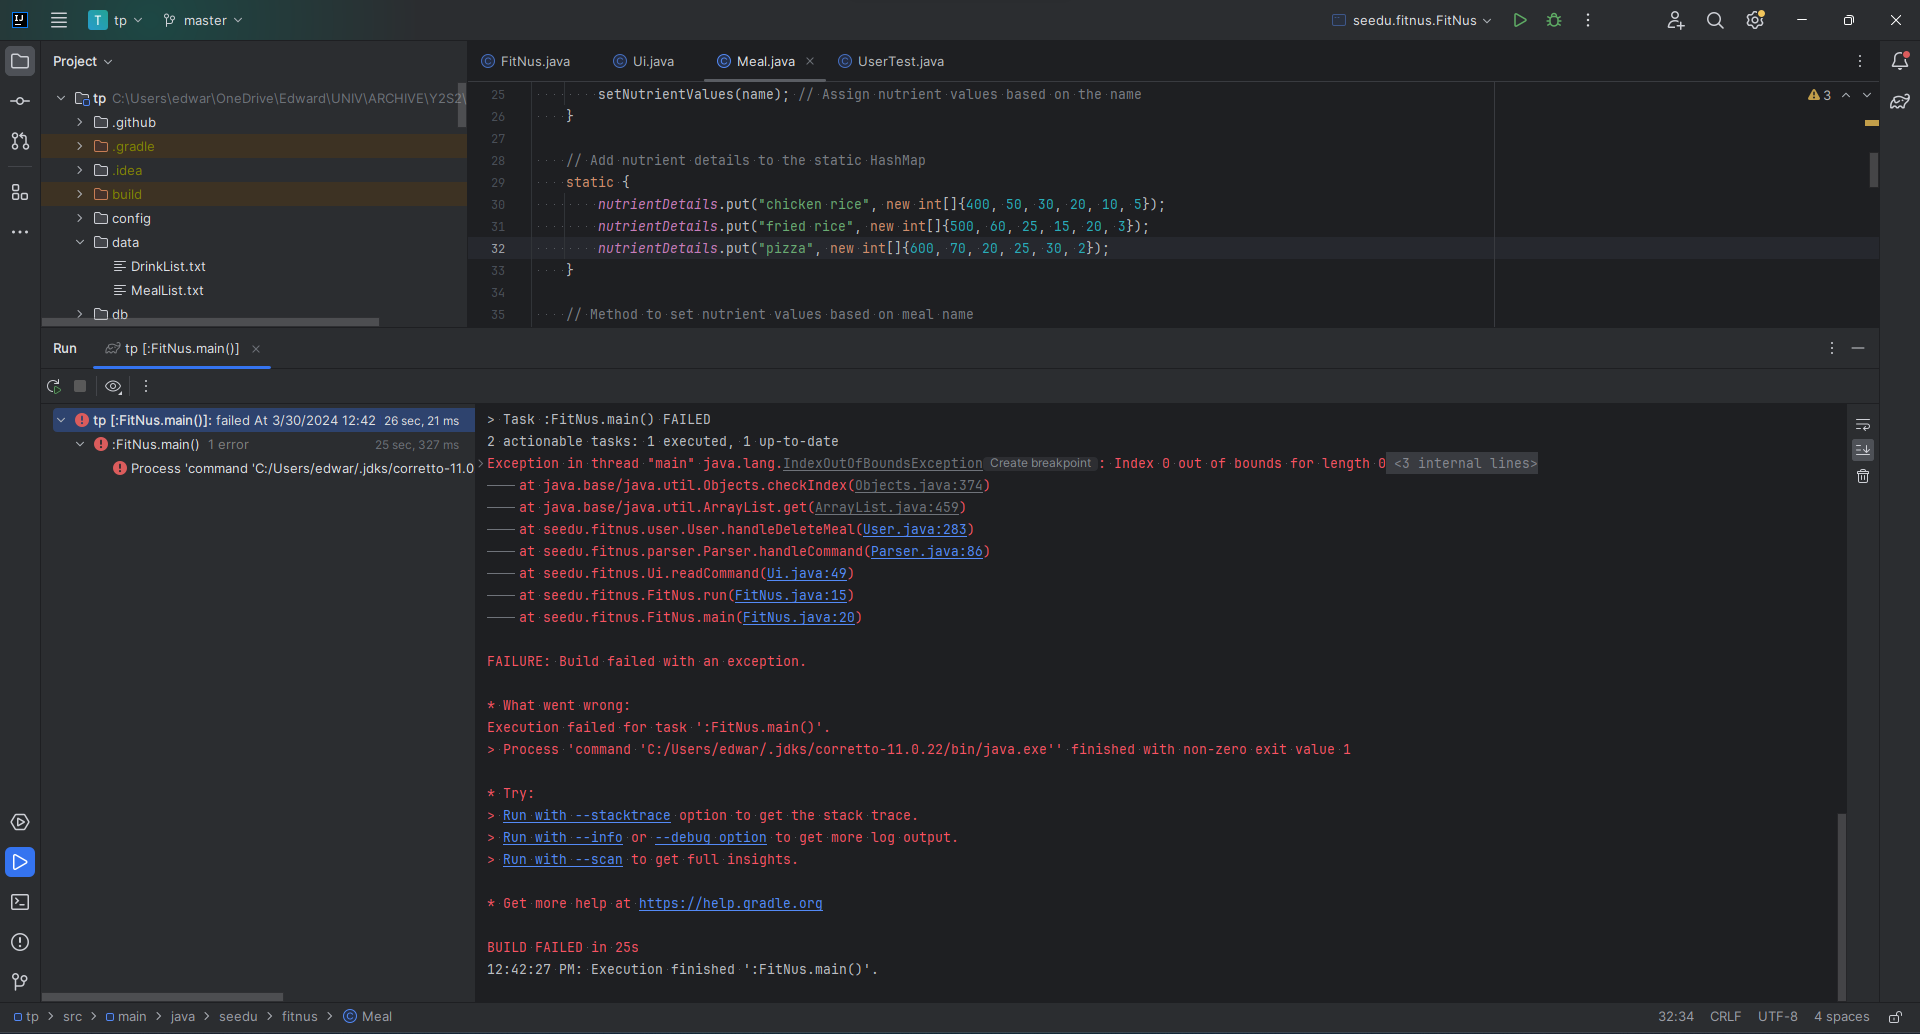 tp
master
seedu.fitnus.FitNus
Project
FitNus.java
Ui.java
Meal.java
UserTest.java
tp C:\Users\edwar\OneDrive\Edward\UNIV\ARCHIVE\Y2S2\
.github
.gradle
.idea
build
config
data
DrinkList.txt
MealList.txt
db
25 setNutrientValues(name); // Assign nutrient values based on the name
26 }
27
28 // Add nutrient details to the static HashMap
29 static {
30 nutrientDetails.put("chicken rice", new int[]{400, 50, 30, 20, 10, 5});
31 nutrientDetails.put("fried rice", new int[]{500, 60, 25, 15, 20, 3});
32 nutrientDetails.put("pizza", new int[]{600, 70, 20, 25, 30, 2});
33 }
34
35 // Method to set nutrient values based on meal name
3
Run
tp [:FitNus.main()]
tp [:FitNus.main()]: failed At 3/30/2024 12:42 26 sec, 21 ms
:FitNus.main() 1 error 25 sec, 327 ms
Process 'command 'C:/Users/edwar/.jdks/corretto-11.0
> Task :FitNus.main() FAILED
2 actionable tasks: 1 executed, 1 up-to-date
Exception in thread "main" java.lang.IndexOutOfBoundsException Create breakpoint : Index 0 out of bounds for length 0 <3 internal lines>
at java.base/java.util.Objects.checkIndex(Objects.java:374)
at java.base/java.util.ArrayList.get(ArrayList.java:459)
at seedu.fitnus.user.User.handleDeleteMeal(User.java:283)
at seedu.fitnus.parser.Parser.handleCommand(Parser.java:86)
at seedu.fitnus.Ui.readCommand(Ui.java:49)
at seedu.fitnus.FitNus.run(FitNus.java:15)
at seedu.fitnus.FitNus.main(FitNus.java:20)
FAILURE: Build failed with an exception.
* What went wrong:
Execution failed for task ':FitNus.main()'.
> Process 'command 'C:/Users/edwar/.jdks/corretto-11.0.22/bin/java.exe'' finished with non-zero exit value 1
* Try:
> Run with --stacktrace option to get the stack trace.
> Run with --info or --debug option to get more log output.
> Run with --scan to get full insights.
* Get more help at https://help.gradle.org
BUILD FAILED in 25s
12:42:27 PM: Execution finished ':FitNus.main()'.
tp > src > main > java > seedu > fitnus > Meal
32:34 CRLF UTF-8 4 spaces